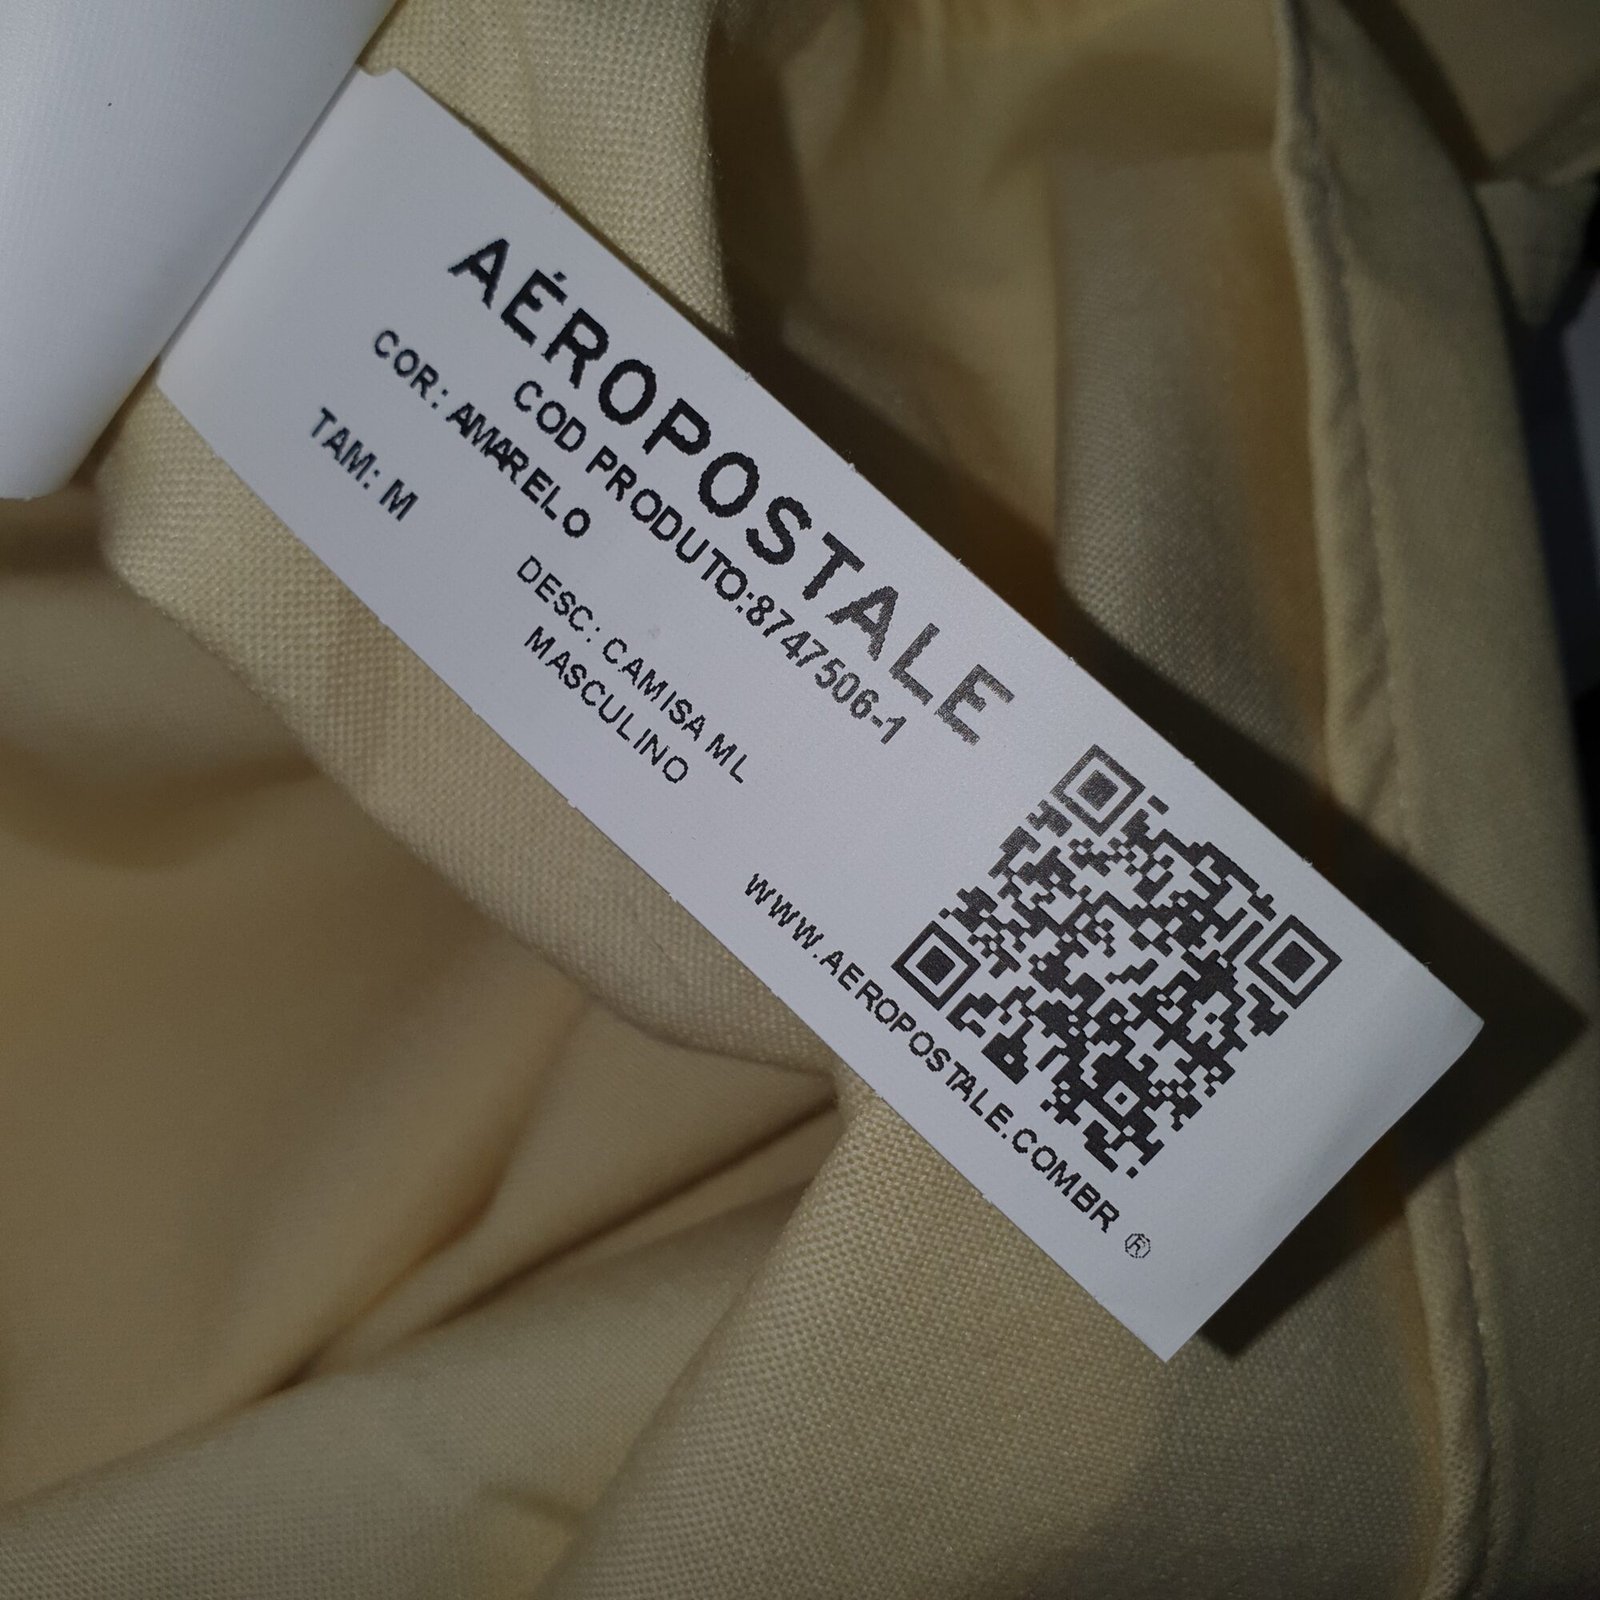 AÉROPOSTALE
COD PRODUTO:8747506-1
COR: AMARELO
TAM: M
DESC: CAMISA ML
MASCULINO
WWW.AEROPOSTALE.COMBR ®